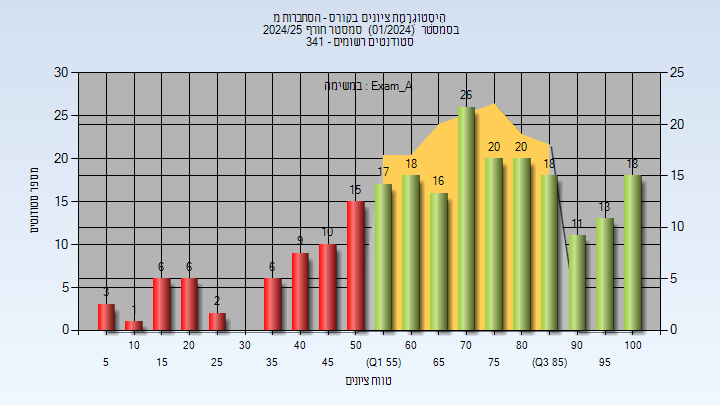 היסטוגרמת ציונים בקורס - הסתברות מ
בסמסטר (01/2024) סמסטר חורף 2024/25
סטודנטים רשומים - 341
במשימה : Exam_A
מספר סטודנטים
30 25 20 15 10 5 0
25 20 15 10 5 0
3 1 6 6 2 6 9 10 15 17 18 16 26 20 20 18 11 13 18
10 20 30 40 50 60 70 80 90 100
5 15 25 35 45 (Q1 55) 65 75 (Q3 85) 95
טווח ציונים